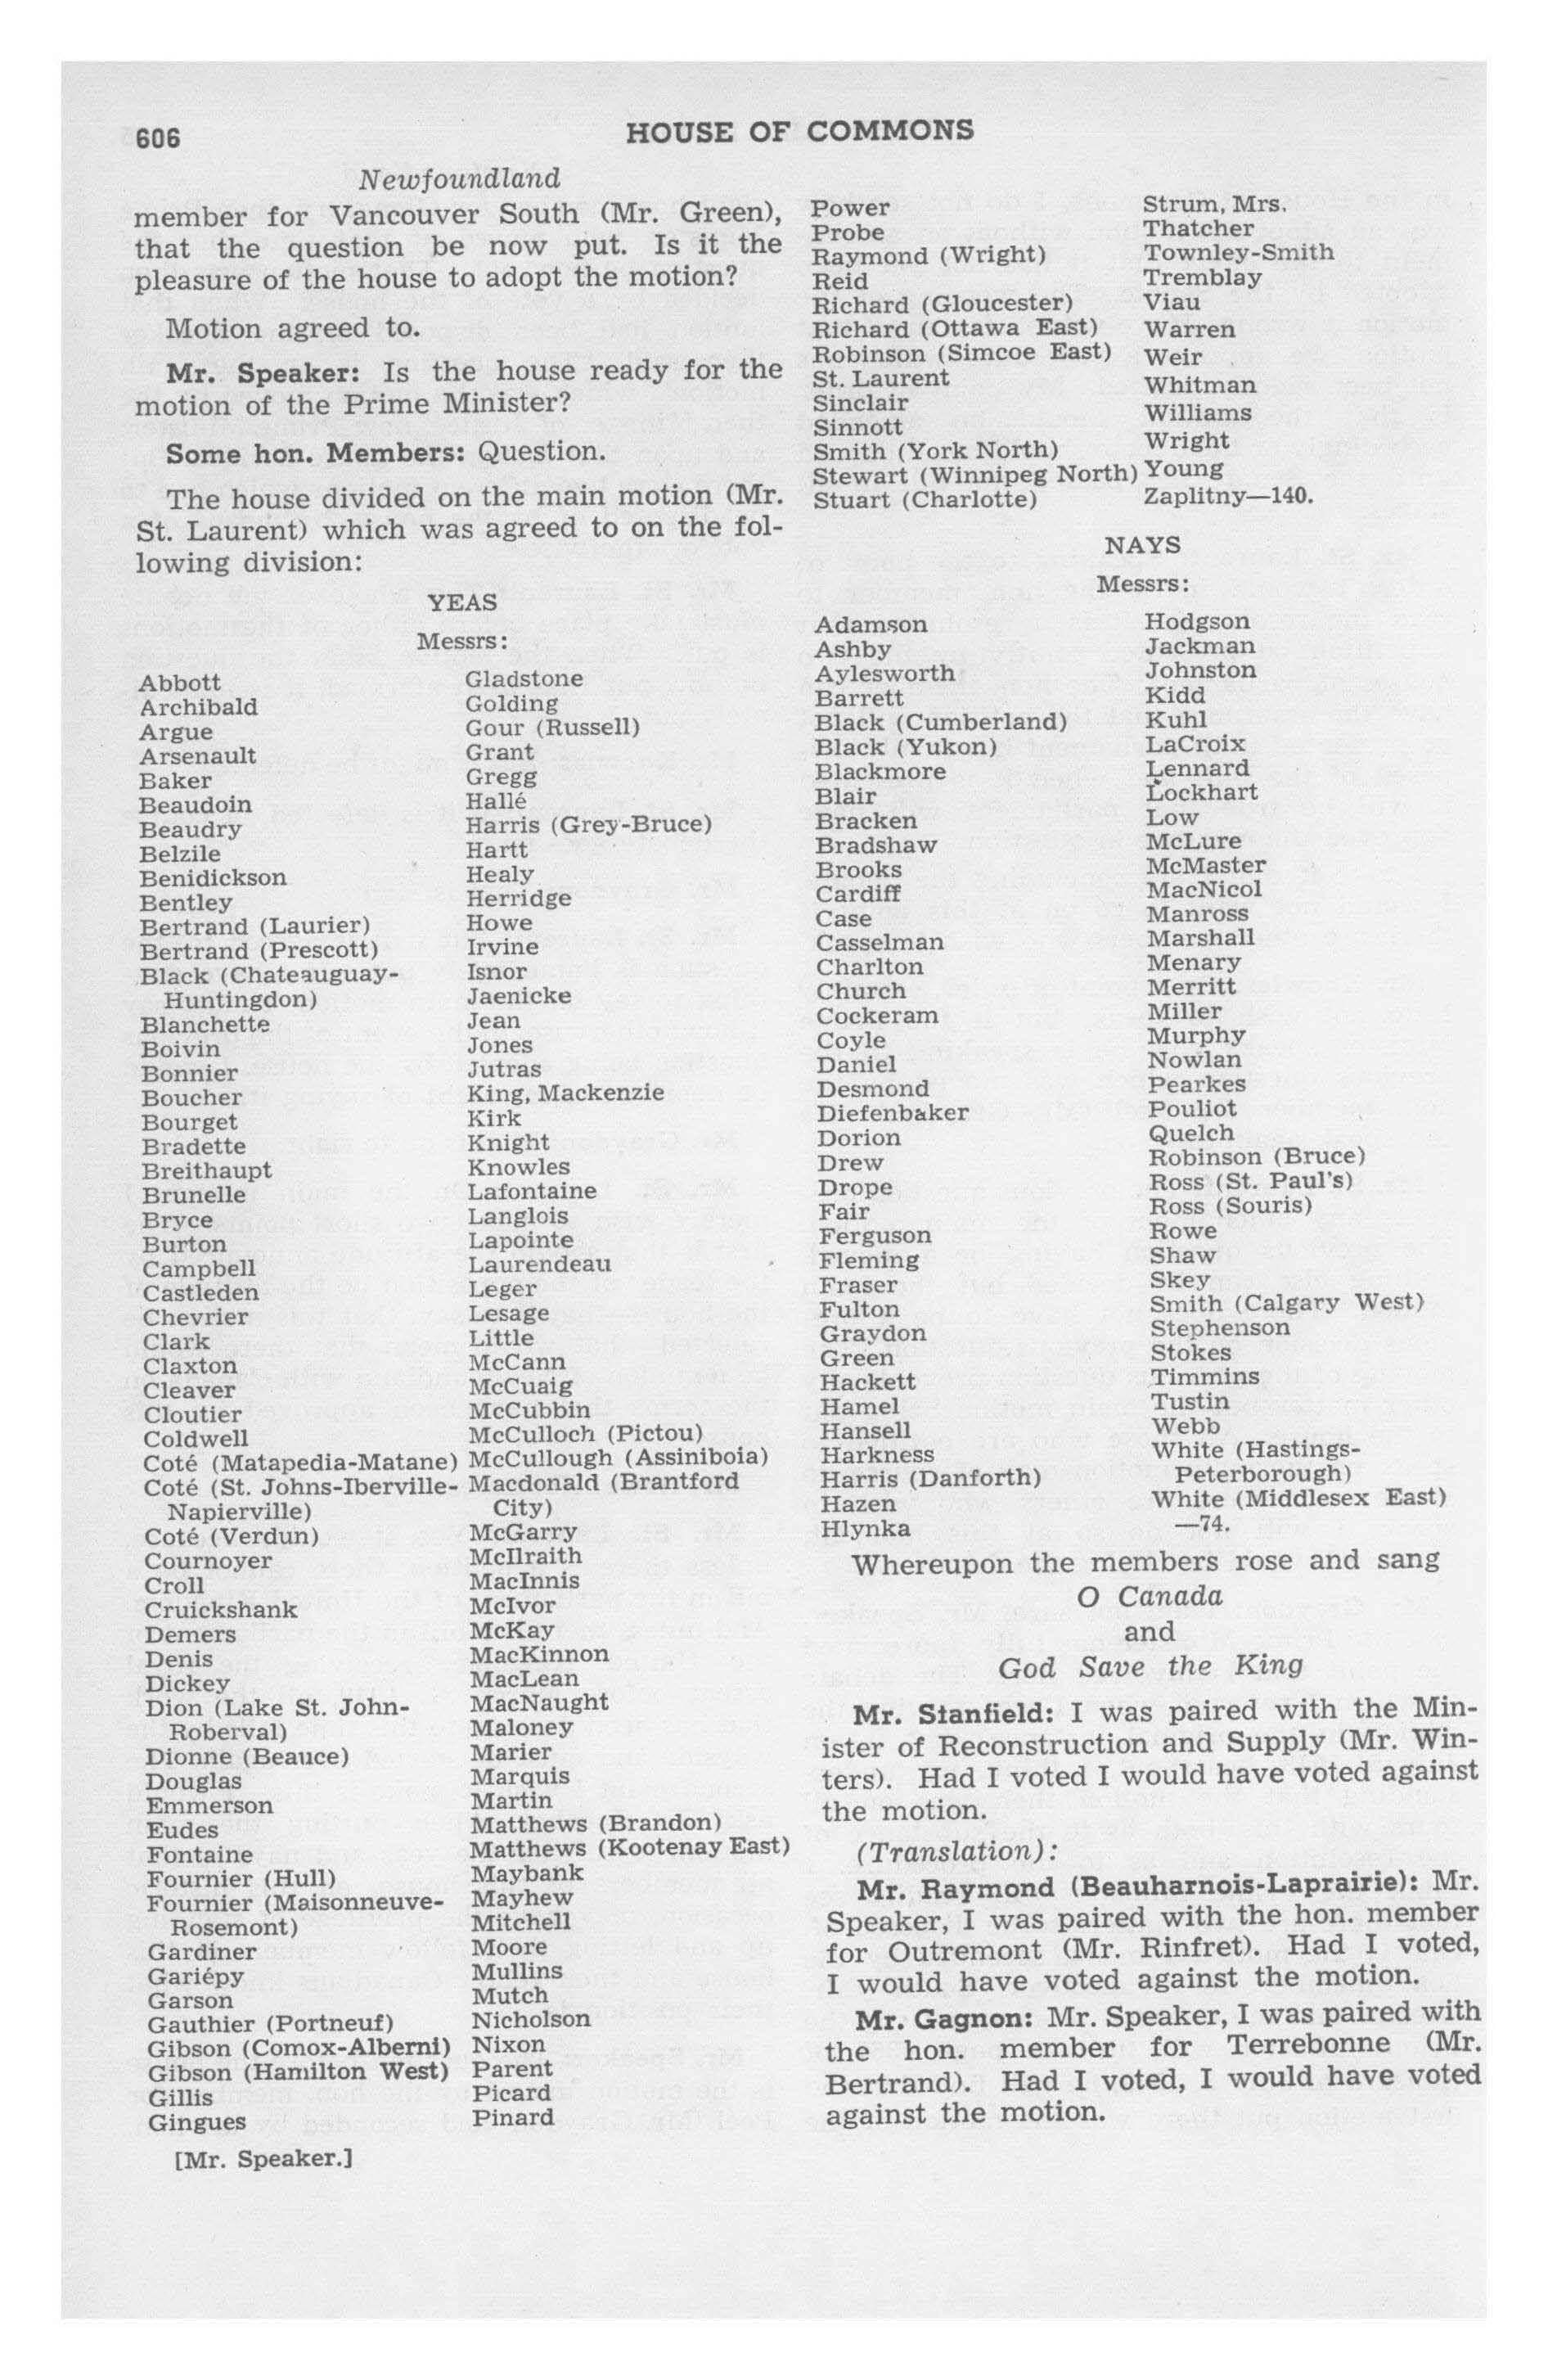 606
HOUSE OF COMMONS
Newfoundland
member for Vancouver South (Mr. Green),
that the question be now put. Is it the
pleasure of the house to adopt the motion?
Motion agreed to.
Mr. Speaker: Is the house ready for the
motion of the Prime Minister?
Some hon. Members: Question.
The house divided on the main motion (Mr.
St. Laurent) which was agreed to on the fol-
lowing division:
YEAS
Messrs:
Abbott
Archibald
Argue
Arsenault
Baker
Beaudoin
Beaudry
Belzile
Benidickson
Bentley
Bertrand (Laurier)
Bertrand (Prescott)
Black (Chateauguay-
Huntingdon)
Blanchette
Boivin
Bonnier
Boucher
Bourget
Bradette
Breithaupt
Brunelle
Bryce
Burton
Campbell
Castleden
Chevrier
Clark
Claxton
Cleaver
Cloutier
Coldwell
Coté (Matapedia-Matane)
Coté (St. Johns-Iberville-
Napierville)
Coté (Verdun)
Cournoyer
Croll
Cruickshank
Demers
Denis
Dickey
Dion (Lake St. John-
Roberval)
Dionne (Beauce)
Douglas
Emmerson
Eudes
Fontaine
Fournier (Hull)
Fournier (Maisonneuve-
Rosemont)
Gardiner
Gariépy
Garson
Gauthier (Portneuf)
Gibson (Comox-Alberni)
Gibson (Hamilton West)
Gillis
Gingues
Gladstone
Golding
Gour (Russell)
Grant
Gregg
Hallé
Harris (Grey-Bruce)
Hartt
Healy
Herridge
Howe
Irvine
Isnor
Jaenicke
Jean
Jones
Jutras
King, Mackenzie
Kirk
Knight
Knowles
Lafontaine
Langlois
Lapointe
Laurendeau
Leger
Lesage
Little
McCann
McCuaig
McCubbin
McCulloch (Pictou)
McCullough (Assiniboia)
Macdonald (Brantford
City)
McGarry
McIlraith
MacInnis
McIvor
McKay
MacKinnon
MacLean
MacNaught
Maloney
Marier
Marquis
Martin
Matthews (Brandon)
Matthews (Kootenay East)
Maybank
Mayhew
Mitchell
Moore
Mullins
Mutch
Nicholson
Nixon
Parent
Picard
Pinard
[Mr. Speaker.]
Power
Probe
Raymond (Wright)
Reid
Richard (Gloucester)
Richard (Ottawa East)
Robinson (Simcoe East)
St. Laurent
Sinclair
Sinnott
Smith (York North)
Stewart (Winnipeg North)
Stuart (Charlotte)
Strum, Mrs.
Thatcher
Townley-Smith
Tremblay
Viau
Warren
Weir
Whitman
Williams
Wright
Young
Zaplitny—140.
NAYS
Messrs:
Adamson
Ashby
Aylesworth
Barrett
Black (Cumberland)
Black (Yukon)
Blackmore
Blair
Bracken
Bradshaw
Brooks
Cardiff
Case
Casselman
Charlton
Church
Cockeram
Coyle
Daniel
Desmond
Diefenbaker
Dorion
Drew
Drope
Fair
Ferguson
Fleming
Fraser
Fulton
Graydon
Green
Hackett
Hamel
Hansell
Harkness
Harris (Danforth)
Hazen
Hlynka
Hodgson
Jackman
Johnston
Kidd
Kuhl
LaCroix
Lennard
Lockhart
Low
McLure
McMaster
MacNicol
Manross
Marshall
Menary
Merritt
Miller
Murphy
Nowlan
Pearkes
Pouliot
Quelch
Robinson (Bruce)
Ross (St. Paul's)
Ross (Souris)
Rowe
Shaw
Skey
Smith (Calgary West)
Stephenson
Stokes
Timmins
Tustin
Webb
White (Hastings-
Peterborough)
White (Middlesex East)
—74.
Whereupon the members rose and sang
O Canada
and
God Save the King
Mr. Stanfield: I was paired with the Min-
ister of Reconstruction and Supply (Mr. Win-
ters). Had I voted I would have voted against
the motion.
(Translation):
Mr. Raymond (Beauharnois-Laprairie): Mr.
Speaker, I was paired with the hon. member
for Outremont (Mr. Rinfret). Had I voted,
I would have voted against the motion.
Mr. Gagnon: Mr. Speaker, I was paired with
the hon. member for Terrebonne (Mr.
Bertrand). Had I voted, I would have voted
against the motion.